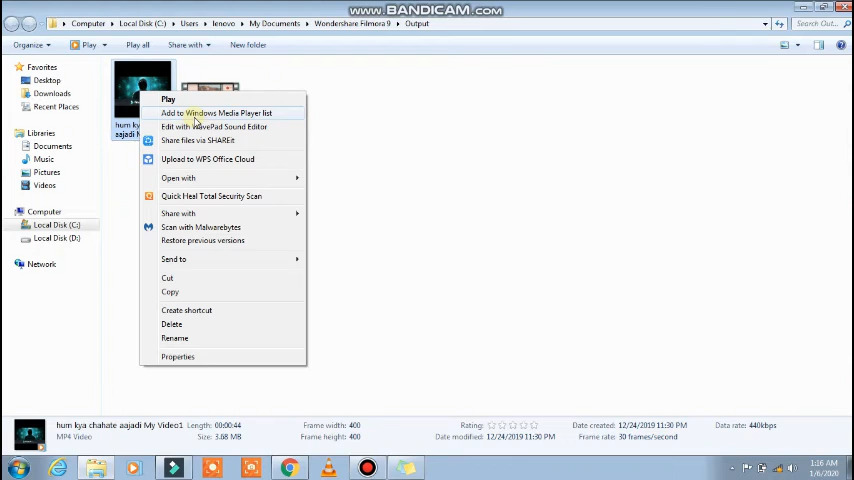 www.BANDICAM.com
Computer ▸ Local Disk (C:) ▸ Users ▸ lenovo ▸ My Documents ▸ Wondershare Filmora 9 ▸ Output
Search Out...
Organize ▾ Play ▾ Play all Share with ▾ New folder
Favorites
Desktop
Downloads
Recent Places
Libraries
Documents
Music
Pictures
Videos
Computer
Local Disk (C:)
Local Disk (D:)
Network
hum ky
aajadi M
Play
Add to Windows Media Player list
Edit with WavePad Sound Editor
Share files via SHAREit
Upload to WPS Office Cloud
Open with
Quick Heal Total Security Scan
Share with
Scan with Malwarebytes
Restore previous versions
Send to
Cut
Copy
Create shortcut
Delete
Rename
Properties
hum kya chahate aajadi My Video1 Length: 00:00:44 Frame width: 400 Rating: ☆☆☆☆☆ Date created: 12/24/2019 11:30 PM Data rate: 440kbps
MP4 Video Size: 3.68 MB Frame height: 400 Date modified: 12/24/2019 11:30 PM Frame rate: 30 frames/second
1:16 AM
1/6/2020